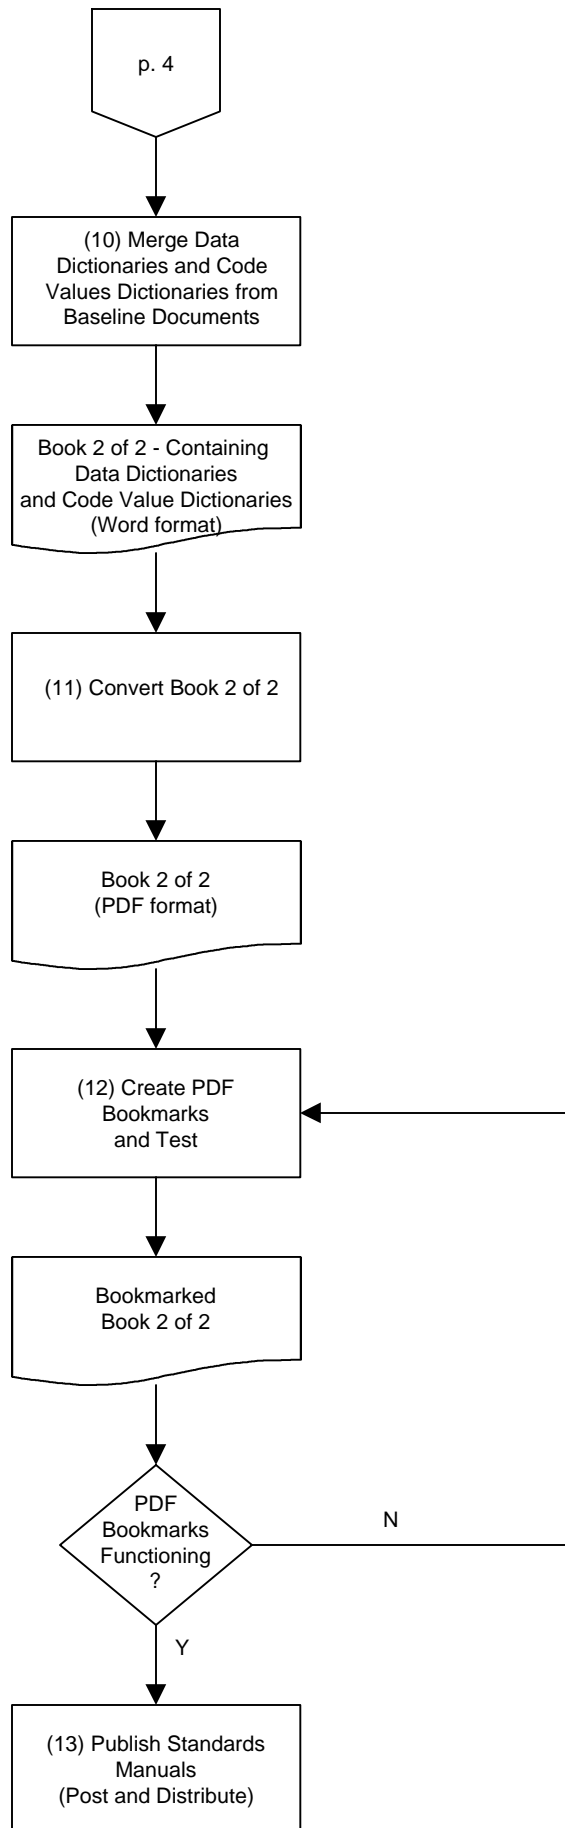 p. 4
(10) Merge Data
Dictionaries and Code
Values Dictionaries from
Baseline Documents
Book 2 of 2 - Containing
Data Dictionaries
and Code Value Dictionaries
(Word format)
(11) Convert Book 2 of 2
Book 2 of 2
(PDF format)
(12) Create PDF
Bookmarks
and Test
Bookmarked
Book 2 of 2
PDF
Bookmarks
Functioning
?
N
Y
(13) Publish Standards
Manuals
(Post and Distribute)